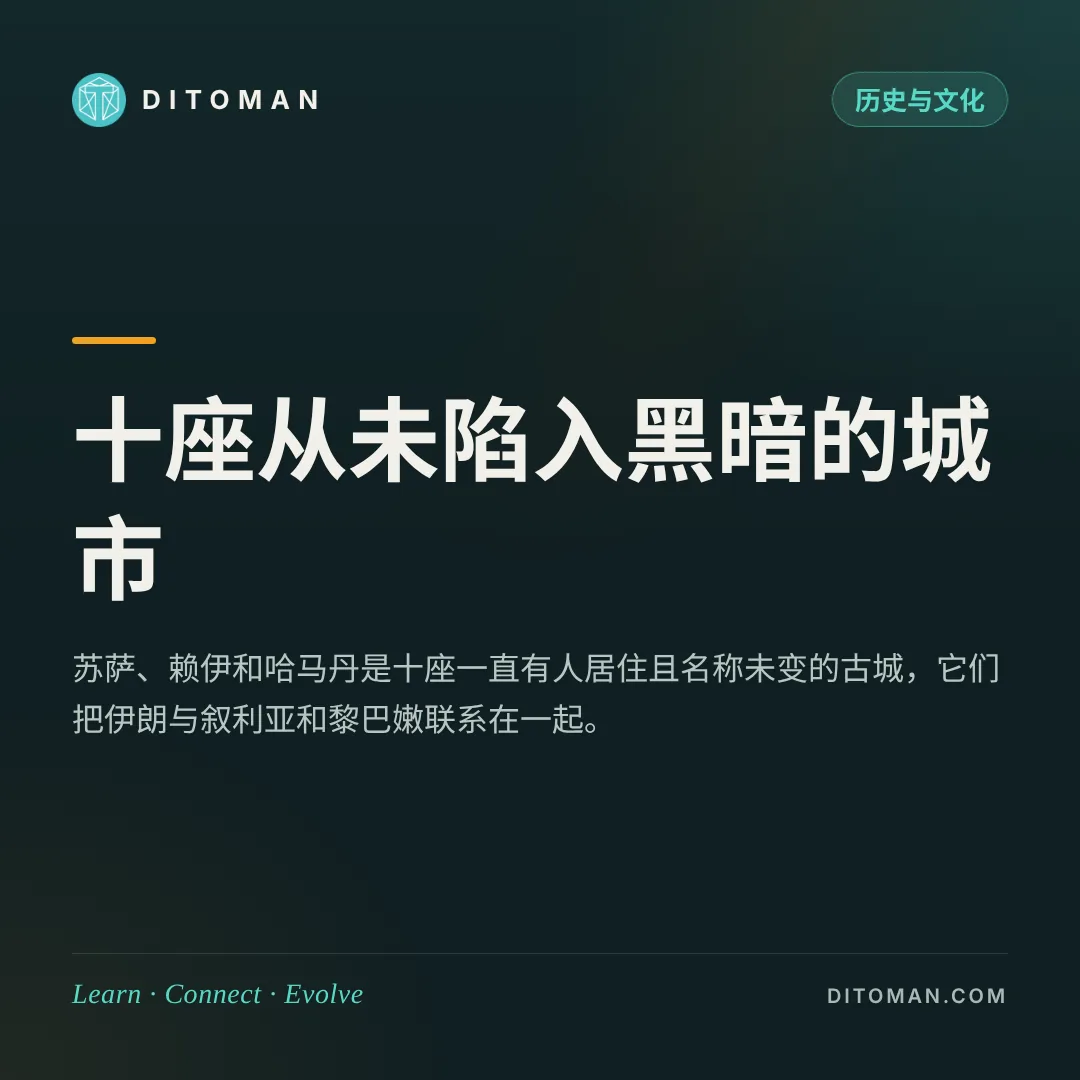 DITOMAN
历史与文化
十座从未陷入黑暗的城
市
苏萨、赖伊和哈马丹是十座一直有人居住且名称未变的古城，它们
把伊朗与叙利亚和黎巴嫩联系在一起。
Learn · Connect · Evolve
DITOMAN.COM